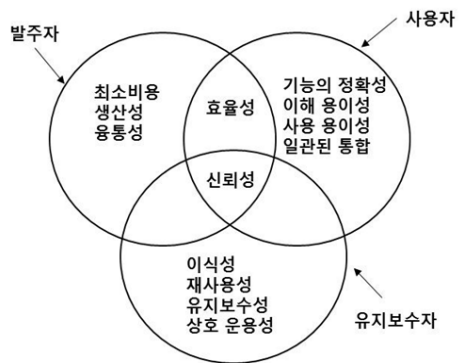 발주자
사용자
최소비용
생산성
융통성
효율성
기능의 정확성
이해 용이성
사용 용이성
일관된 통합
신뢰성
이식성
재사용성
유지보수성
상호 운용성
유지보수자